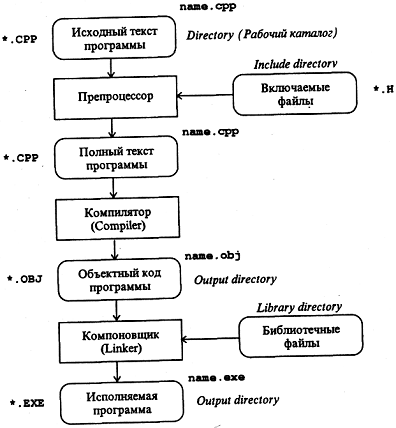 name.cpp
*.CPP
Исходный текст
программы
Directory (Рабочий каталог)
Include directory
Препроцессор
Включаемые
файлы
*.H
name.cpp
*.CPP
Полный текст
программы
Компилятор
(Compiler)
name.obj
*.OBJ
Объектный код
программы
Output directory
Library directory
Компоновщик
(Linker)
Библиотечные
файлы
name.exe
*.EXE
Исполняемая
программа
Output directory